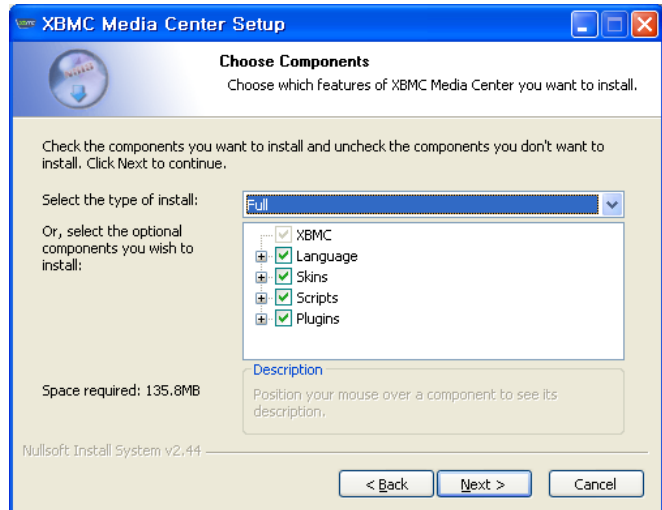 XBMC Media Center Setup
Choose Components
Choose which features of XBMC Media Center you want to install.
Check the components you want to install and uncheck the components you don't want to
install. Click Next to continue.
Select the type of install:
Full
Or, select the optional
components you wish to
install:
XBMC
Language
Skins
Scripts
Plugins
Space required: 135.8MB
Description
Position your mouse over a component to see its
description.
Nullsoft Install System v2.44
< Back
Next >
Cancel